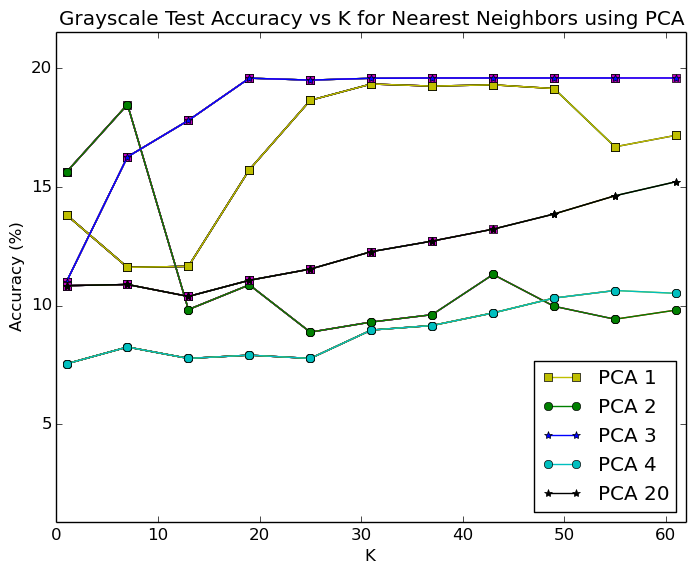 Grayscale Test Accuracy vs K for Nearest Neighbors using PCA
20
15
10
5
Accuracy (%)
PCA 1
PCA 2
PCA 3
PCA 4
PCA 20
0 10 20 30 40 50 60
K